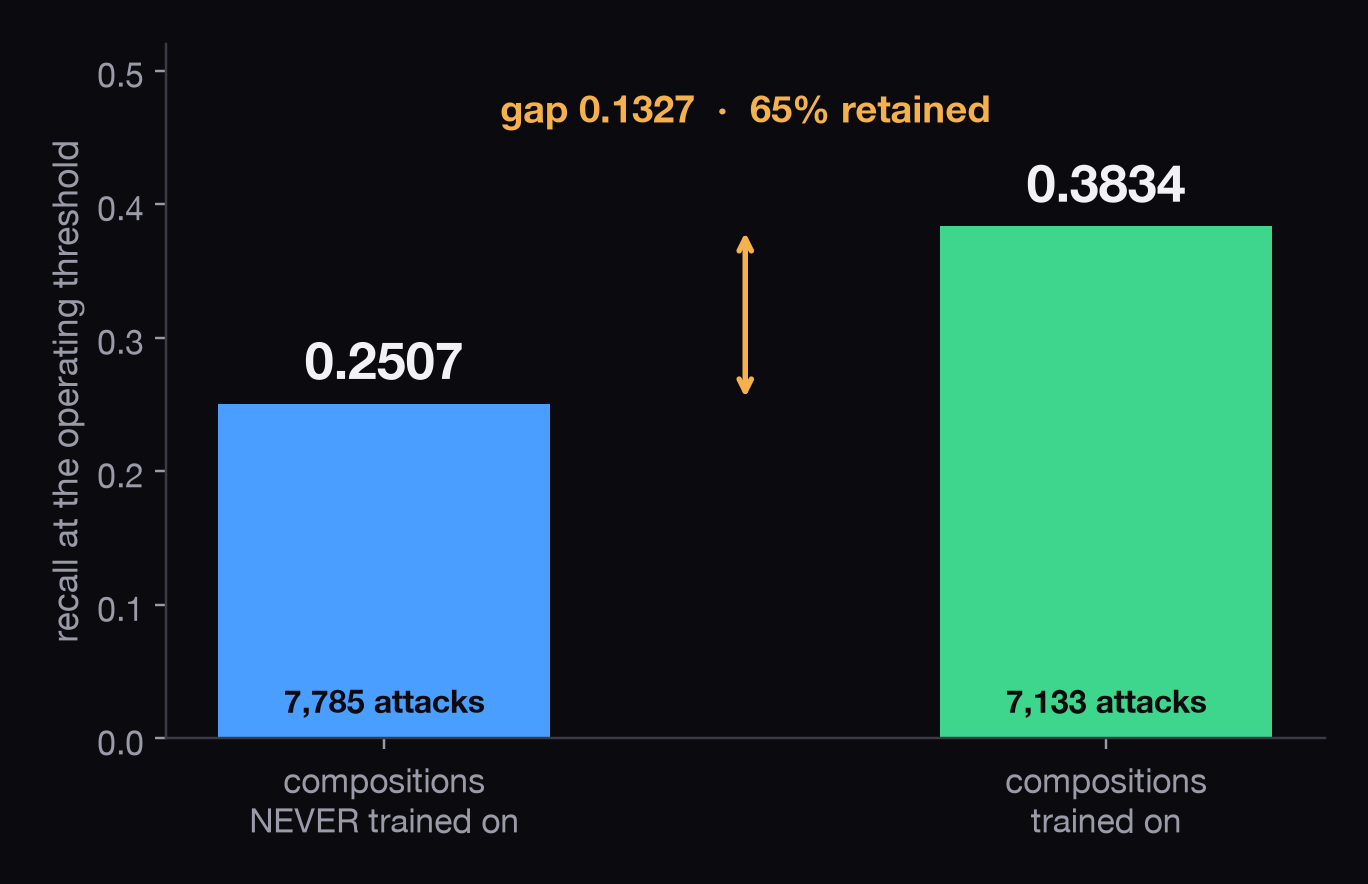 gap 0.1327 · 65% retained
recall at the operating threshold
0.5
0.4
0.3
0.2
0.1
0.0
0.2507
0.3834
7,785 attacks
7,133 attacks
compositions
NEVER trained on
compositions
trained on